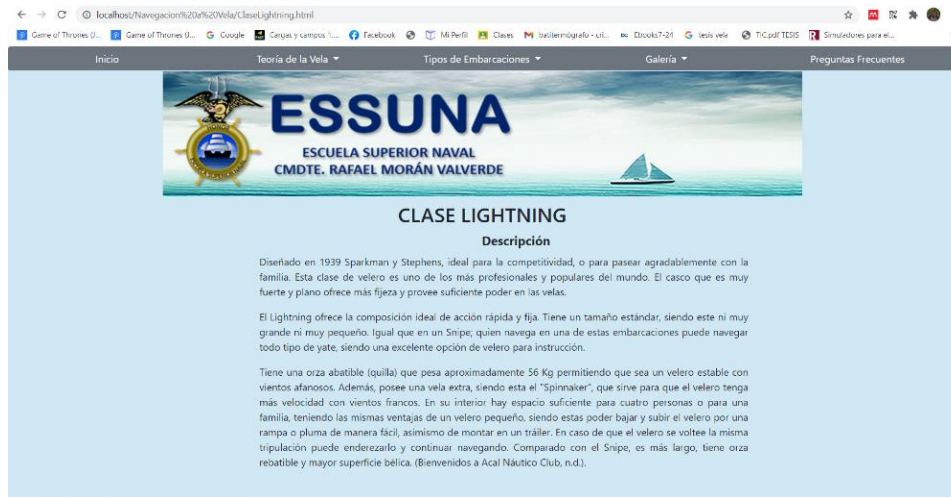 localhost/Navegacion%20a%20Vela/ClaseLightning.html
Game of Thrones (J... Game of Thrones (J... Google Cargas y campos '(... Facebook Mi Perfil Clases batitermógrafo - cri... Ebooks7-24 tesis vela TIC.pdf TESIS Simuladores para el...
Inicio Teoría de la Vela Tipos de Embarcaciones Galería Preguntas Frecuentes
ESSUNA
ESCUELA SUPERIOR NAVAL
CMDTE. RAFAEL MORÁN VALVERDE
CLASE LIGHTNING
Descripción
Diseñado en 1939 Sparkman y Stephens, ideal para la competitividad, o para pasear agradablemente con la
familia. Esta clase de velero es uno de los más profesionales y populares del mundo. El casco que es muy
fuerte y plano ofrece más fijeza y provee suficiente poder en las velas.
El Lightning ofrece la composición ideal de acción rápida y fija. Tiene un tamaño estándar, siendo este ni muy
grande ni muy pequeño. Igual que en un Snipe; quien navega en una de estas embarcaciones puede navegar
todo tipo de yate, siendo una excelente opción de velero para instrucción.
Tiene una orza abatible (quilla) que pesa aproximadamente 56 Kg permitiendo que sea un velero estable con
vientos afanosos. Además, posee una vela extra, siendo esta el "Spinnaker", que sirve para que el velero tenga
más velocidad con vientos francos. En su interior hay espacio suficiente para cuatro personas o para una
familia, teniendo las mismas ventajas de un velero pequeño, siendo estas poder bajar y subir el velero por una
rampa o pluma de manera fácil, asimismo de montar en un tráiler. En caso de que el velero se voltee la misma
tripulación puede enderezarlo y continuar navegando. Comparado con el Snipe, es más largo, tiene orza
rebatible y mayor superficie bélica. (Bienvenidos a Acal Náutico Club, n.d.).